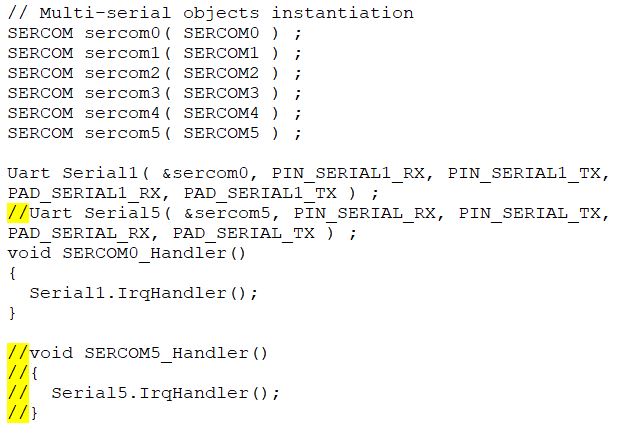 // Multi-serial objects instantiation
SERCOM sercom0( SERCOM0 ) ;
SERCOM sercom1( SERCOM1 ) ;
SERCOM sercom2( SERCOM2 ) ;
SERCOM sercom3( SERCOM3 ) ;
SERCOM sercom4( SERCOM4 ) ;
SERCOM sercom5( SERCOM5 ) ;

Uart Serial1( &sercom0, PIN_SERIAL1_RX, PIN_SERIAL1_TX,
PAD_SERIAL1_RX, PAD_SERIAL1_TX ) ;
//Uart Serial5( &sercom5, PIN_SERIAL_RX, PIN_SERIAL_TX,
PAD_SERIAL_RX, PAD_SERIAL_TX ) ;
void SERCOM0_Handler()
{
  Serial1.IrqHandler();
}

//void SERCOM5_Handler()
//{
//  Serial5.IrqHandler();
//}